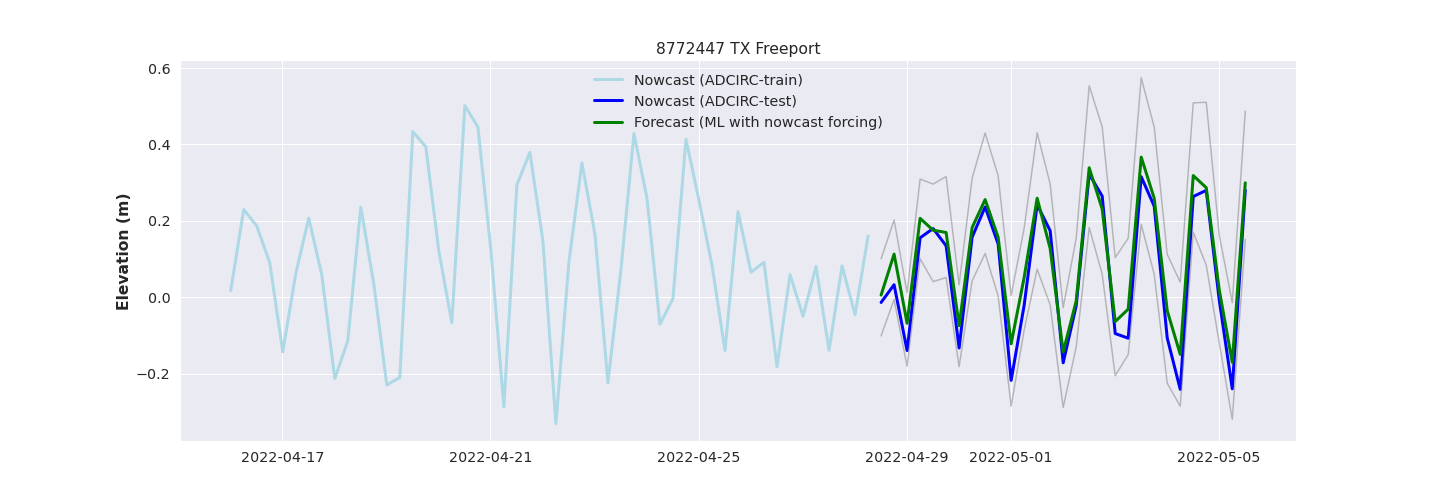 8772447 TX Freeport
Nowcast (ADCIRC-train)
Nowcast (ADCIRC-test)
Forecast (ML with nowcast forcing)
Elevation (m)
0.6
0.4
0.2
0.0
−0.2
2022-04-17
2022-04-21
2022-04-25
2022-04-29
2022-05-01
2022-05-05